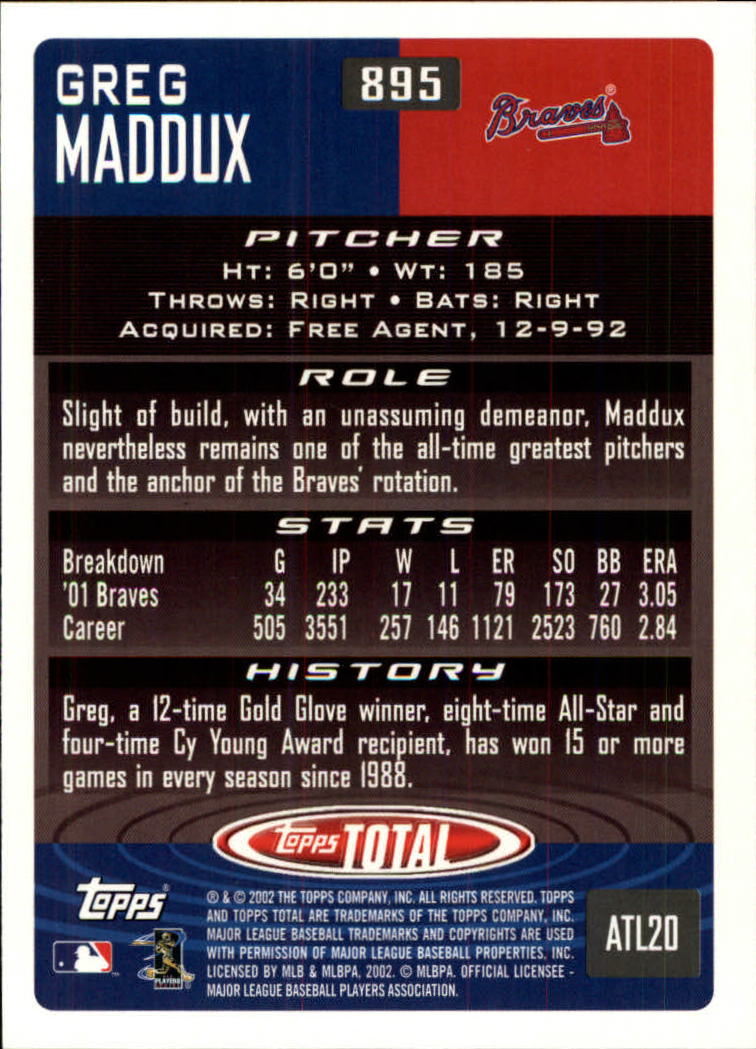 GREG
MADDUX
895
Braves®
PITCHER
HT: 6'0" • WT: 185
THROWS: RIGHT • BATS: RIGHT
ACQUIRED: FREE AGENT, 12-9-92
ROLE
Slight of build, with an unassuming demeanor, Maddux
nevertheless remains one of the all-time greatest pitchers
and the anchor of the Braves' rotation.
STATS
Breakdown G IP W L ER SO BB ERA
'01 Braves 34 233 17 11 79 173 27 3.05
Career 505 3551 257 146 1121 2523 760 2.84
HISTORY
Greg, a 12-time Gold Glove winner, eight-time All-Star and
four-time Cy Young Award recipient, has won 15 or more
games in every season since 1988.
Topps TOTAL
Topps®
® & © 2002 THE TOPPS COMPANY, INC. ALL RIGHTS RESERVED. TOPPS
AND TOPPS TOTAL ARE TRADEMARKS OF THE TOPPS COMPANY, INC.
MAJOR LEAGUE BASEBALL TRADEMARKS AND COPYRIGHTS ARE USED
WITH PERMISSION OF MAJOR LEAGUE BASEBALL PROPERTIES, INC.
LICENSED BY MLB & MLBPA, 2002. © MLBPA. OFFICIAL LICENSEE -
MAJOR LEAGUE BASEBALL PLAYERS ASSOCIATION.
PLAYERS
ATL20